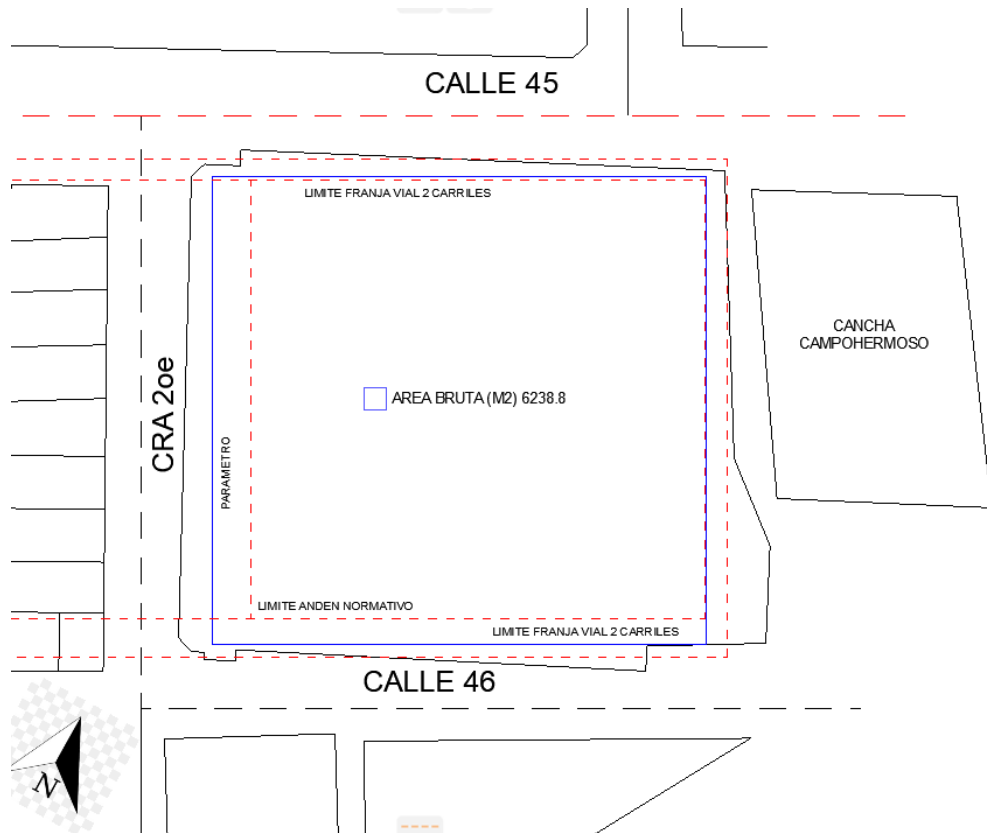 CALLE 45
LIMITE FRANJA VIAL 2 CARRILES
CANCHA
CAMPOHERMOSO
CRA 2oe
AREA BRUTA (M2) 6238.8
PARAMETRO
LIMITE ANDEN NORMATIVO
LIMITE FRANJA VIAL 2 CARRILES
CALLE 46
N